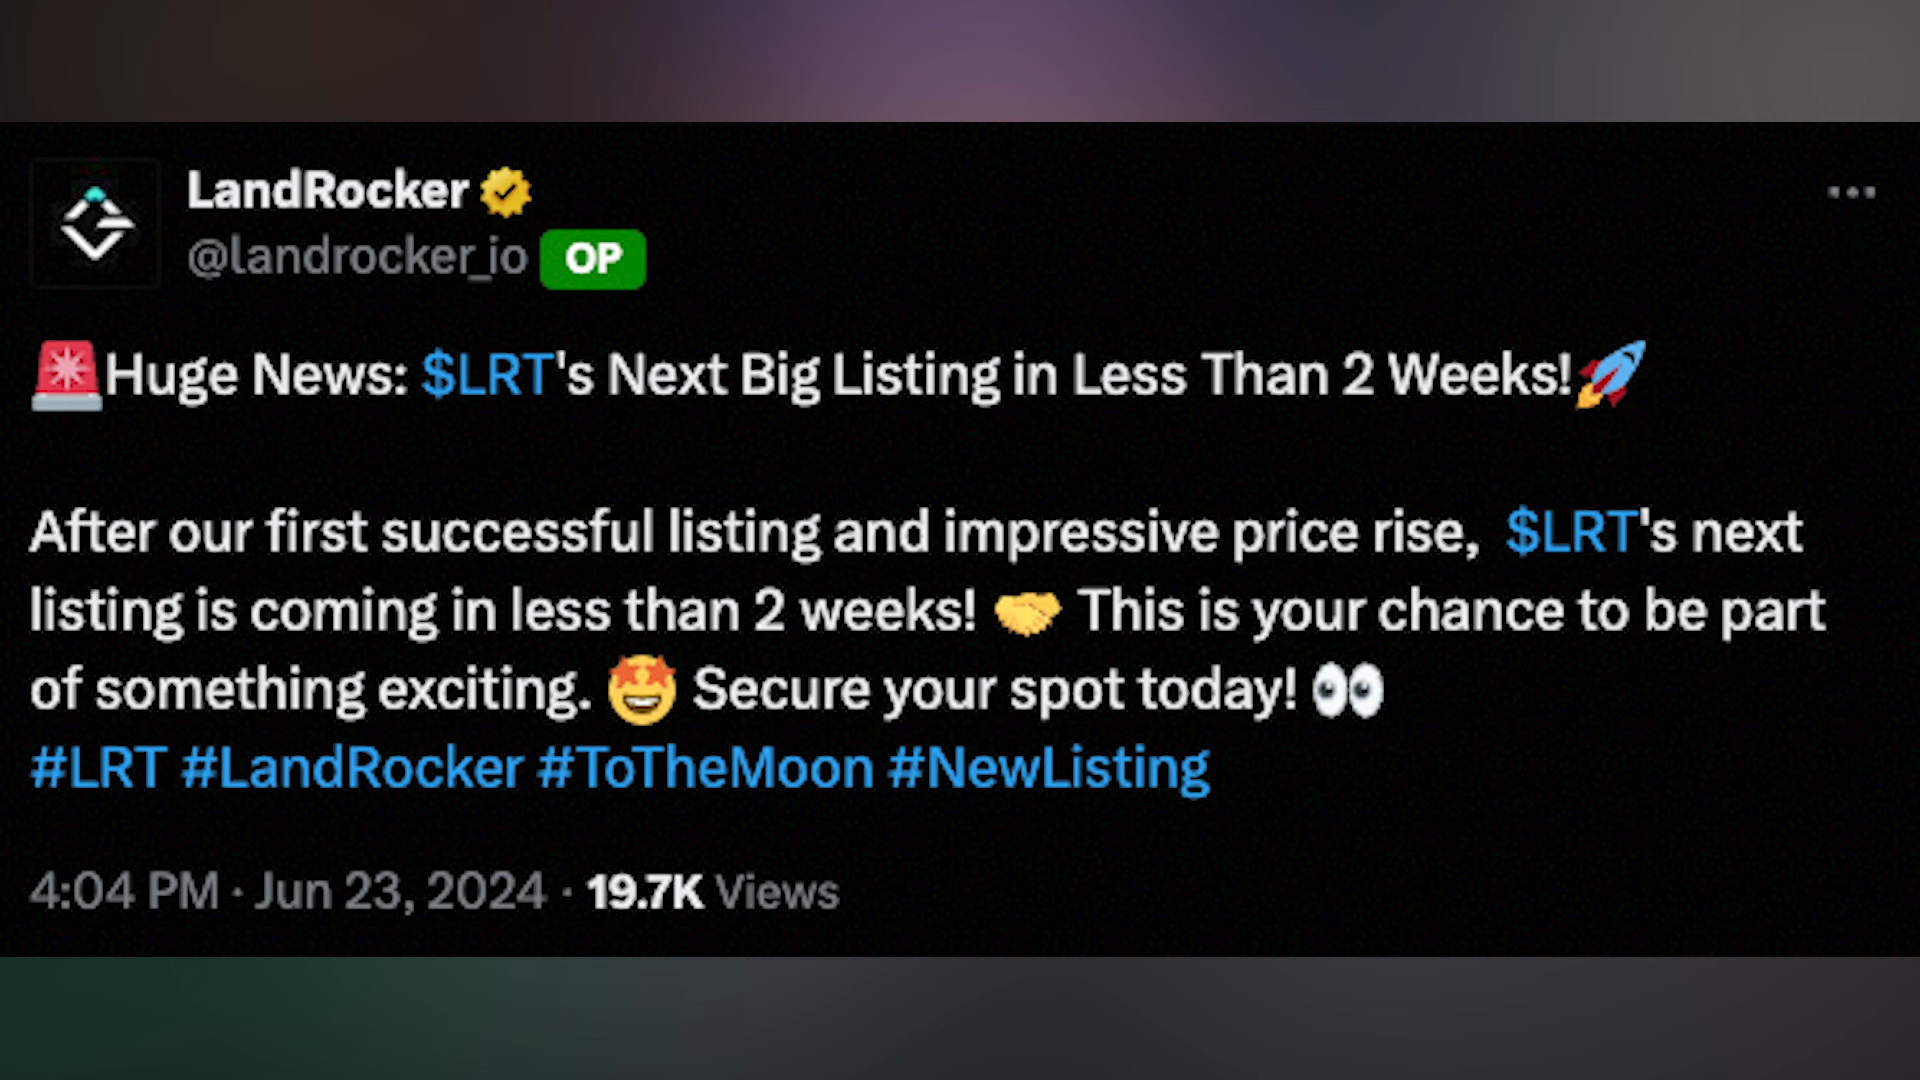 LandRocker
@landrocker_io OP
🚨Huge News: $LRT's Next Big Listing in Less Than 2 Weeks!🚀
After our first successful listing and impressive price rise,  $LRT's next
listing is coming in less than 2 weeks! 🤝 This is your chance to be part
of something exciting. 🤩 Secure your spot today! 👀
#LRT #LandRocker #ToTheMoon #NewListing
4:04 PM · Jun 23, 2024 · 19.7K Views